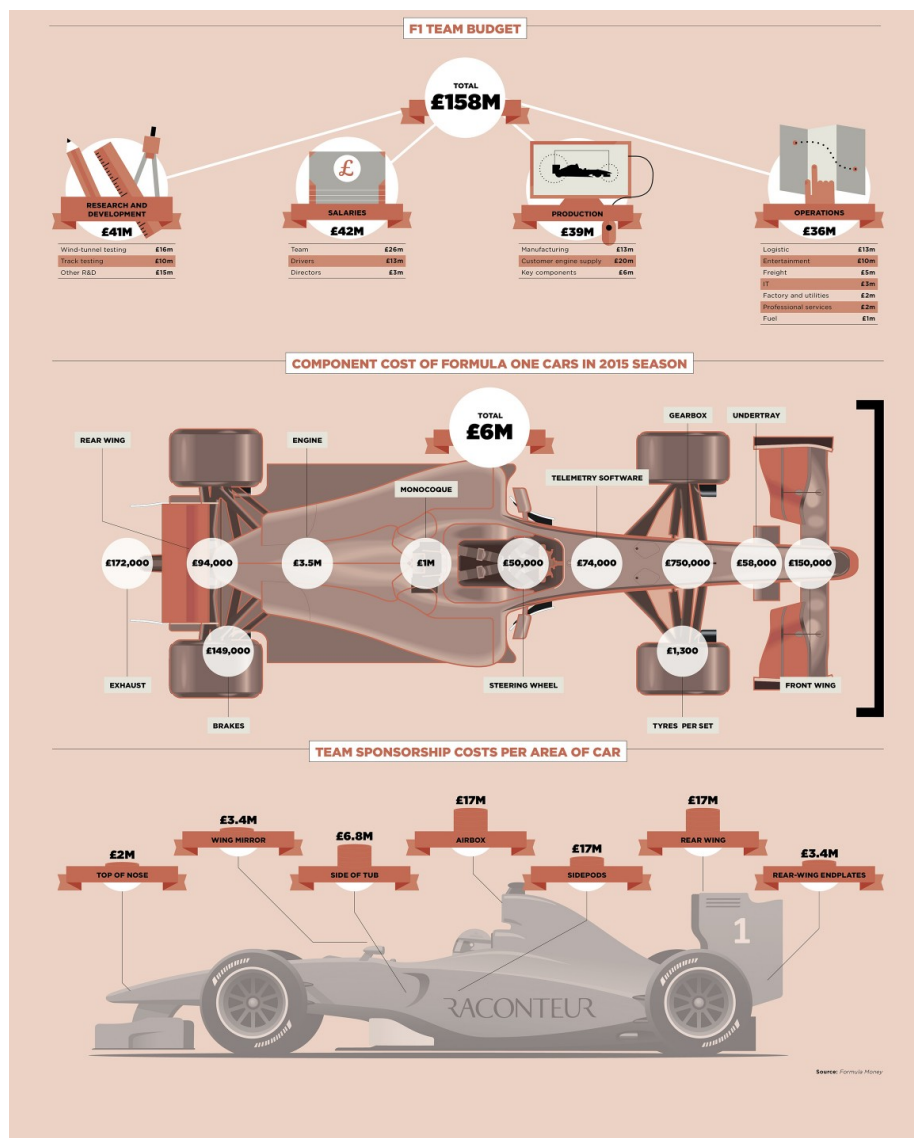 F1 TEAM BUDGET
TOTAL
£158M
£
RESEARCH AND
DEVELOPMENT
£41M
Wind-tunnel testing £16m
Track testing £10m
Other R&D £15m
SALARIES
£42M
Team £26m
Drivers £13m
Directors £3m
PRODUCTION
£39M
Manufacturing £13m
Customer engine supply £20m
Key components £6m
OPERATIONS
£36M
Logistic £13m
Entertainment £10m
Freight £5m
IT £3m
Factory and utilities £2m
Professional services £2m
Fuel £1m
COMPONENT COST OF FORMULA ONE CARS IN 2015 SEASON
TOTAL
£6M
GEARBOX
UNDERTRAY
REAR WING
ENGINE
TELEMETRY SOFTWARE
MONOCOQUE
£172,000
£94,000
£3.5M
£1M
£50,000
£74,000
£750,000
£58,000
£150,000
£149,000
£1,300
EXHAUST
STEERING WHEEL
FRONT WING
BRAKES
TYRES PER SET
TEAM SPONSORSHIP COSTS PER AREA OF CAR
£2M
TOP OF NOSE
£3.4M
WING MIRROR
£6.8M
SIDE OF TUB
£17M
AIRBOX
£17M
SIDEPODS
£17M
REAR WING
£3.4M
REAR-WING ENDPLATES
1
RACONTEUR
Source: Formula Money